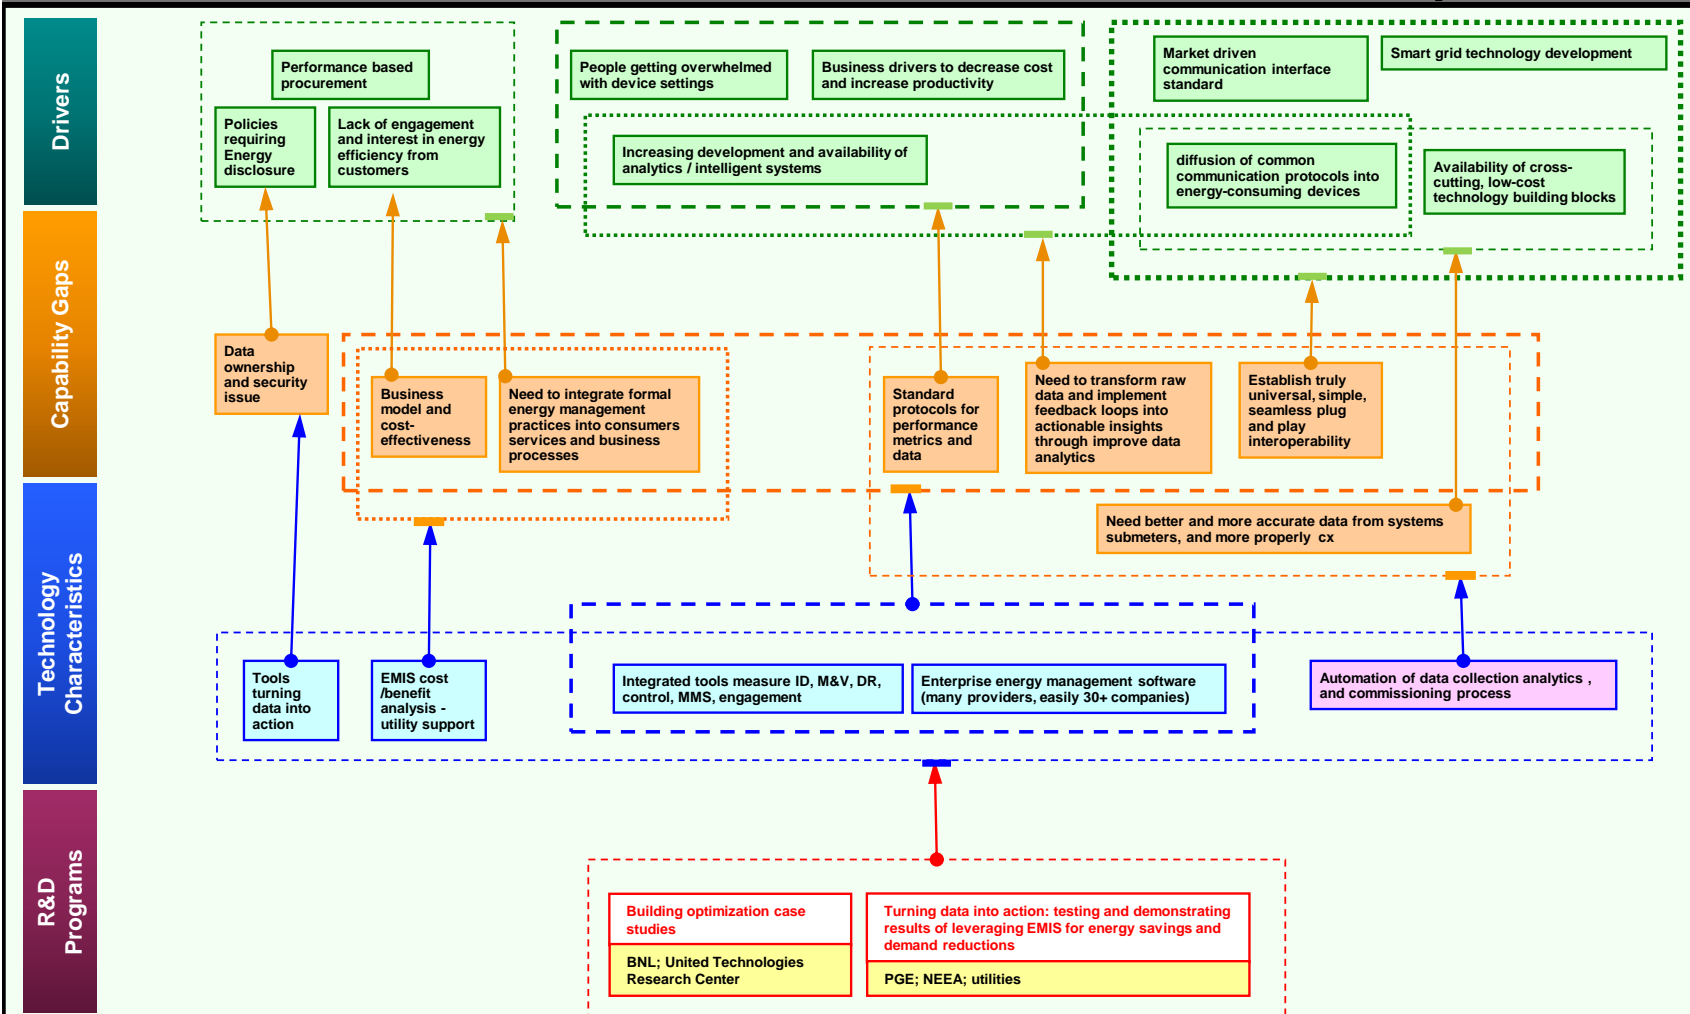 Drivers
Performance based
procurement
Policies
requiring
Energy
disclosure
Lack of engagement
and interest in energy
efficiency from
customers
People getting overwhelmed
with device settings
Business drivers to decrease cost
and increase productivity
Increasing development and availability of
analytics / intelligent systems
Market driven
communication interface
standard
Smart grid technology development
diffusion of common
communication protocols into
energy-consuming devices
Availability of cross-
cutting, low-cost
technology building blocks
Capability Gaps
Data
ownership
and security
issue
Business
model and
cost-
effectiveness
Need to integrate formal
energy management
practices into consumers
services and business
processes
Standard
protocols for
performance
metrics and
data
Need to transform raw
data and implement
feedback loops into
actionable insights
through improve data
analytics
Establish truly
universal, simple,
seamless plug
and play
interoperability
Need better and more accurate data from systems
submeters, and more properly cx
Technology
Characteristics
Tools
turning
data into
action
EMIS cost
/benefit
analysis -
utility support
Integrated tools measure ID, M&V, DR,
control, MMS, engagement
Enterprise energy management software
(many providers, easily 30+ companies)
Automation of data collection analytics ,
and commissioning process
R&D
Programs
Building optimization case
studies
BNL; United Technologies
Research Center
Turning data into action: testing and demonstrating
results of leveraging EMIS for energy savings and
demand reductions
PGE; NEEA; utilities